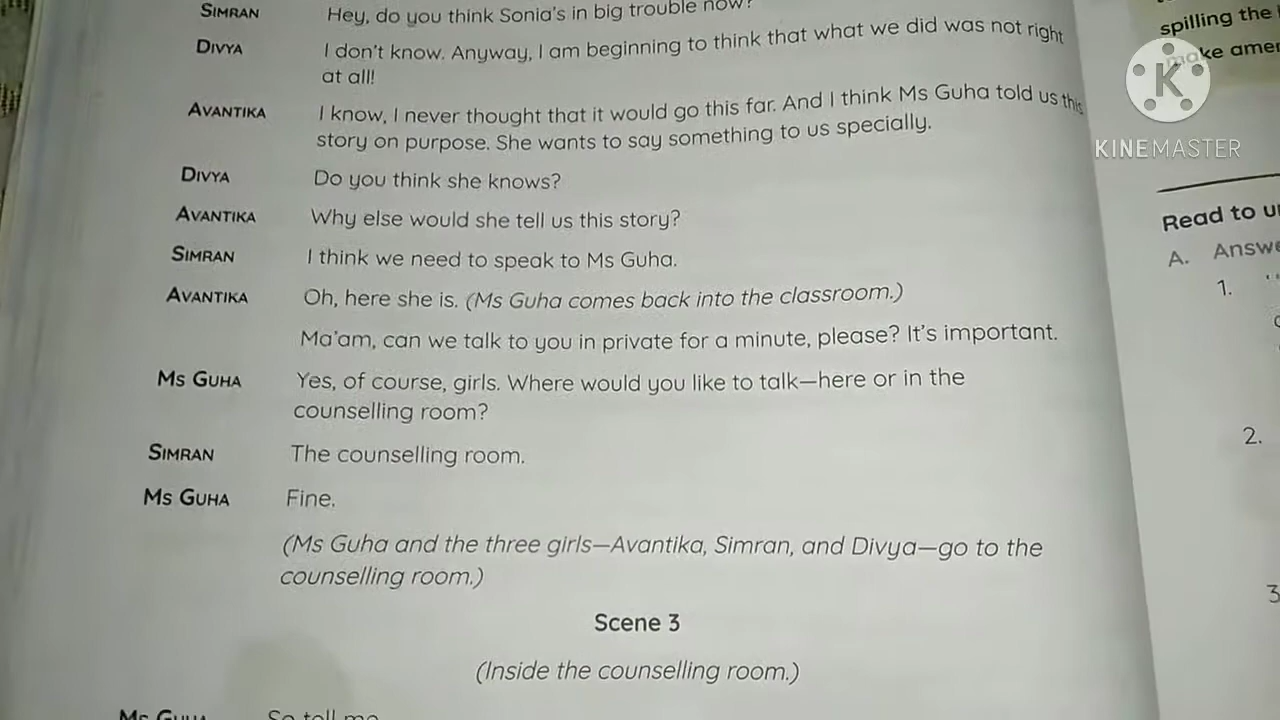 SIMRAN Hey, do you think Sonia's in big trouble now?
DIVYA I don't know. Anyway, I am beginning to think that what we did was not right
at all!
AVANTIKA I know, I never thought that it would go this far. And I think Ms Guha told us this
story on purpose. She wants to say something to us specially.
DIVYA Do you think she knows?
AVANTIKA Why else would she tell us this story?
SIMRAN I think we need to speak to Ms Guha.
AVANTIKA Oh, here she is. (Ms Guha comes back into the classroom.)
Ma'am, can we talk to you in private for a minute, please? It's important.
MS GUHA Yes, of course, girls. Where would you like to talk—here or in the
counselling room?
SIMRAN The counselling room.
MS GUHA Fine.
(Ms Guha and the three girls—Avantika, Simran, and Divya—go to the
counselling room.)
Scene 3
(Inside the counselling room.)
MS GUHA So tell me
spilling the
make
K
KINEMASTER
Read to
A.
1.
2.
3